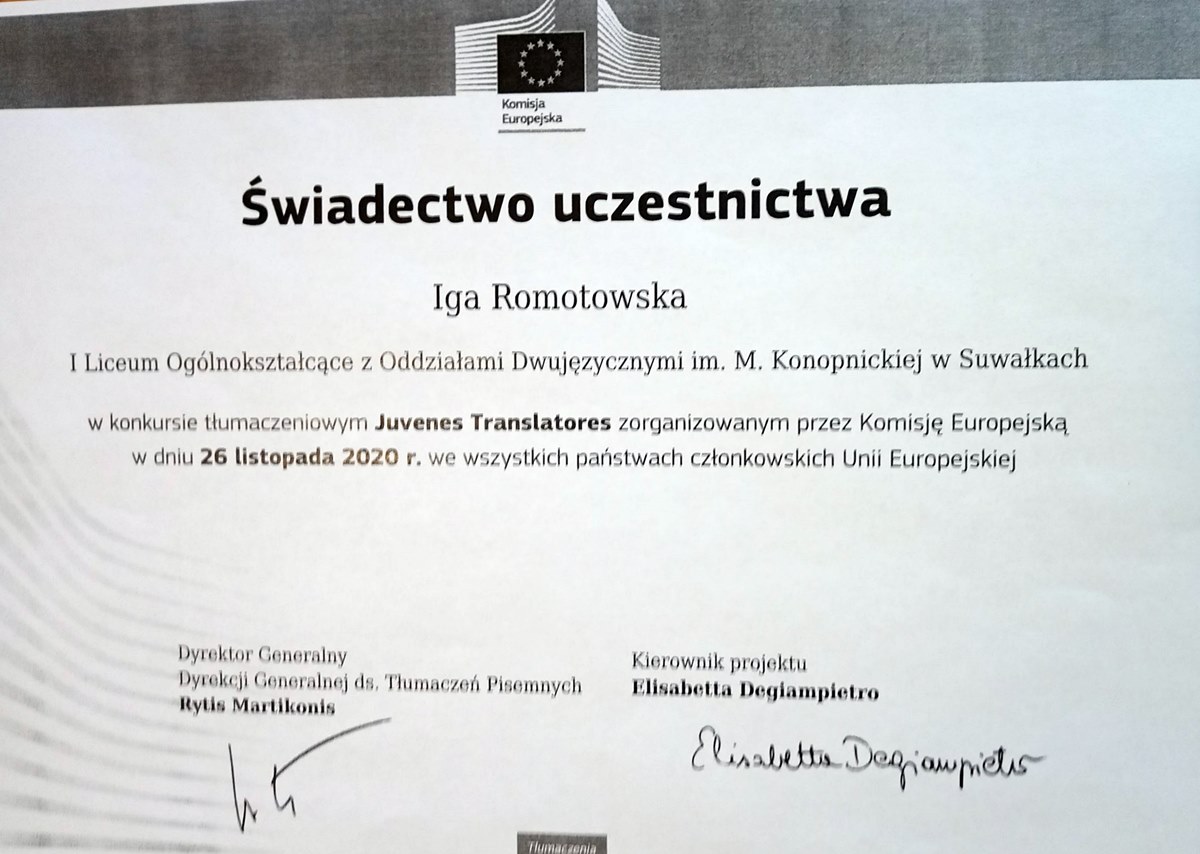 Komisja
Europejska
Świadectwo uczestnictwa
Iga Romotowska
I Liceum Ogólnokształcące z Oddziałami Dwujęzycznymi im. M. Konopnickiej w Suwałkach
w konkursie tłumaczeniowym Juvenes Translatores zorganizowanym przez Komisję Europejską
w dniu 26 listopada 2020 r. we wszystkich państwach członkowskich Unii Europejskiej
Dyrektor Generalny
Dyrekcji Generalnej ds. Tłumaczeń Pisemnych
Rytis Martikonis
Kierownik projektu
Elisabetta Degiampietro
Elisabetta Degiampietro
Tłumaczenia